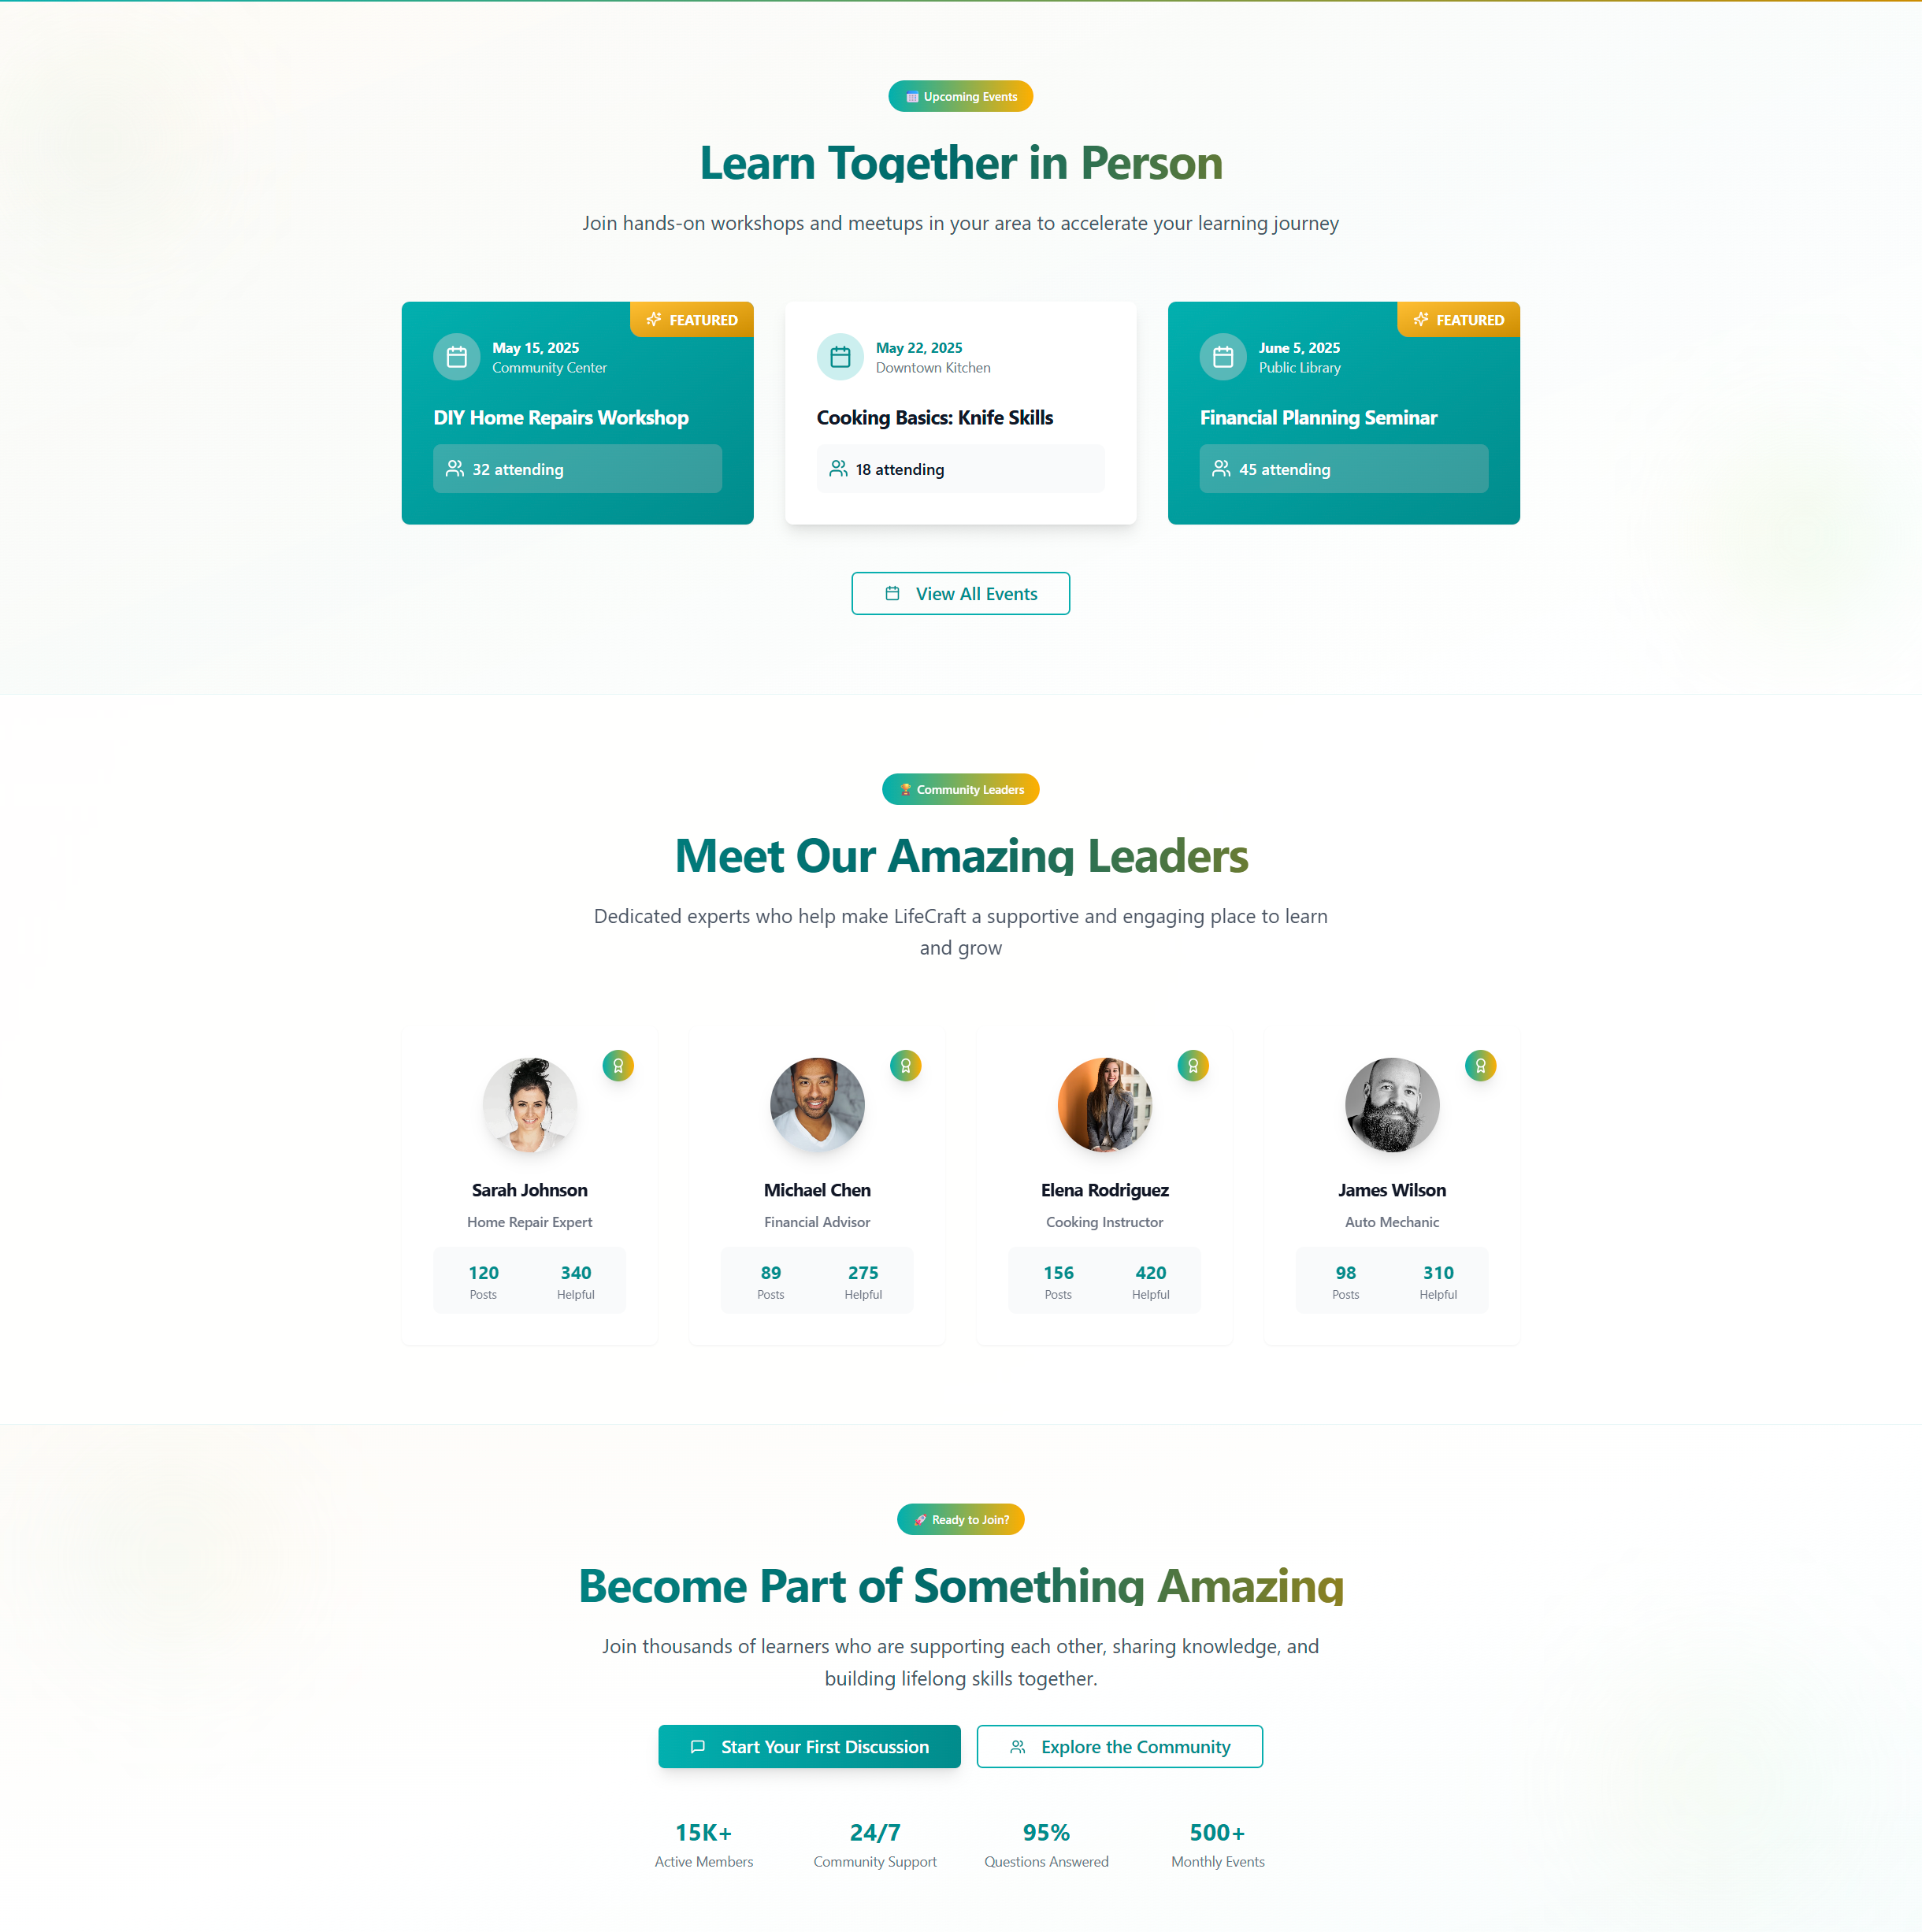 Upcoming Events
Learn Together in Person
Join hands-on workshops and meetups in your area to accelerate your learning journey
FEATURED
May 15, 2025
Community Center
DIY Home Repairs Workshop
32 attending
May 22, 2025
Downtown Kitchen
Cooking Basics: Knife Skills
18 attending
FEATURED
June 5, 2025
Public Library
Financial Planning Seminar
45 attending
View All Events
Community Leaders
Meet Our Amazing Leaders
Dedicated experts who help make LifeCraft a supportive and engaging place to learn
and grow
Sarah Johnson
Home Repair Expert
120 340
Posts Helpful
Michael Chen
Financial Advisor
89 275
Posts Helpful
Elena Rodriguez
Cooking Instructor
156 420
Posts Helpful
James Wilson
Auto Mechanic
98 310
Posts Helpful
Ready to Join?
Become Part of Something Amazing
Join thousands of learners who are supporting each other, sharing knowledge, and
building lifelong skills together.
Start Your First Discussion
Explore the Community
15K+
Active Members
24/7
Community Support
95%
Questions Answered
500+
Monthly Events